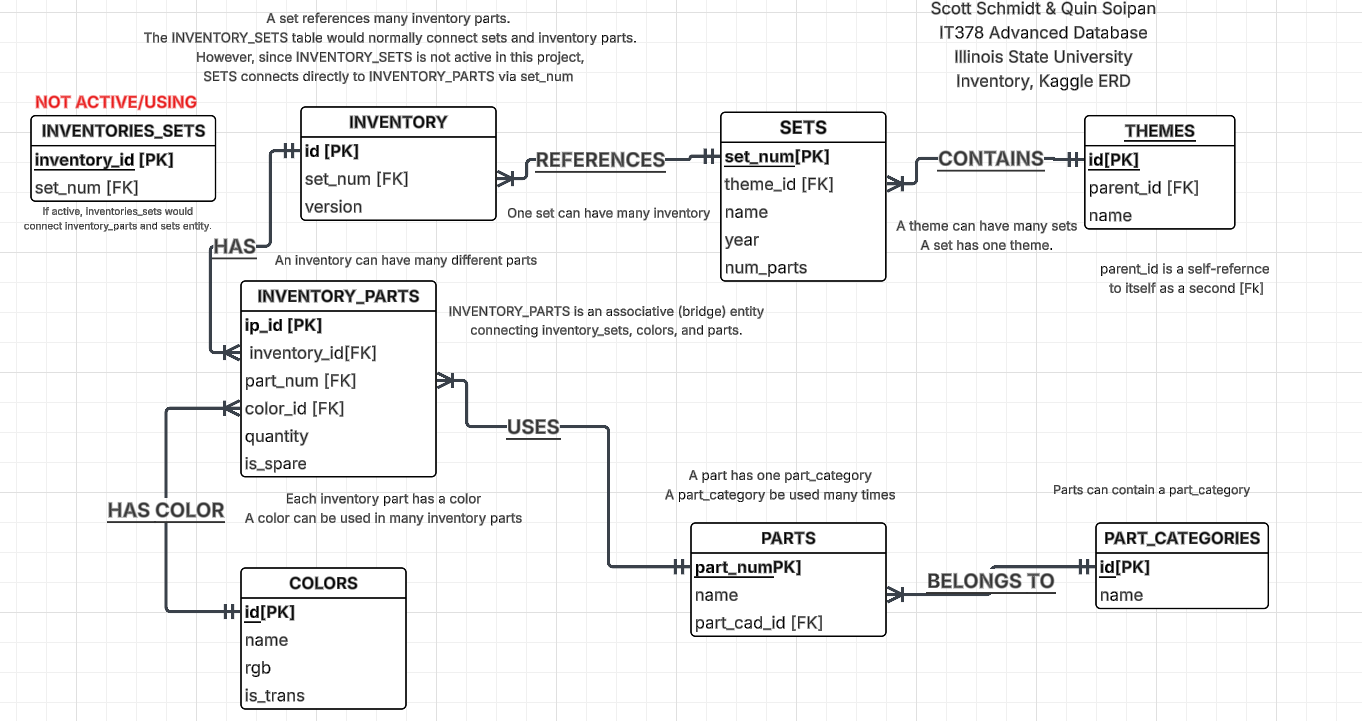 A set references many inventory parts.
The INVENTORY_SETS table would normally connect sets and inventory parts.
However, since INVENTORY_SETS is not active in this project,
SETS connects directly to INVENTORY_PARTS via set_num
Scott Schmidt & Quin Soipan
IT378 Advanced Database
Illinois State University
Inventory, Kaggle ERD
NOT ACTIVE/USING
INVENTORIES_SETS
inventory_id [PK]
set_num [FK]
If active, inventories_sets would
connect inventory_parts and sets entity.
INVENTORY
id [PK]
set_num [FK]
version
REFERENCES
One set can have many inventory
SETS
set_num[PK]
theme_id [FK]
name
year
num_parts
CONTAINS
A theme can have many sets
A set has one theme.
THEMES
id[PK]
parent_id [FK]
name
parent_id is a self-refernce
to itself as a second [Fk]
HAS
An inventory can have many different parts
INVENTORY_PARTS
ip_id [PK]
inventory_id[FK]
part_num [FK]
color_id [FK]
quantity
is_spare
INVENTORY_PARTS is an associative (bridge) entity
connecting inventory_sets, colors, and parts.
USES
HAS COLOR
Each inventory part has a color
A color can be used in many inventory parts
COLORS
id[PK]
name
rgb
is_trans
A part has one part_category
A part_category be used many times
PARTS
part_numPK]
name
part_cad_id [FK]
BELONGS TO
Parts can contain a part_category
PART_CATEGORIES
id[PK]
name